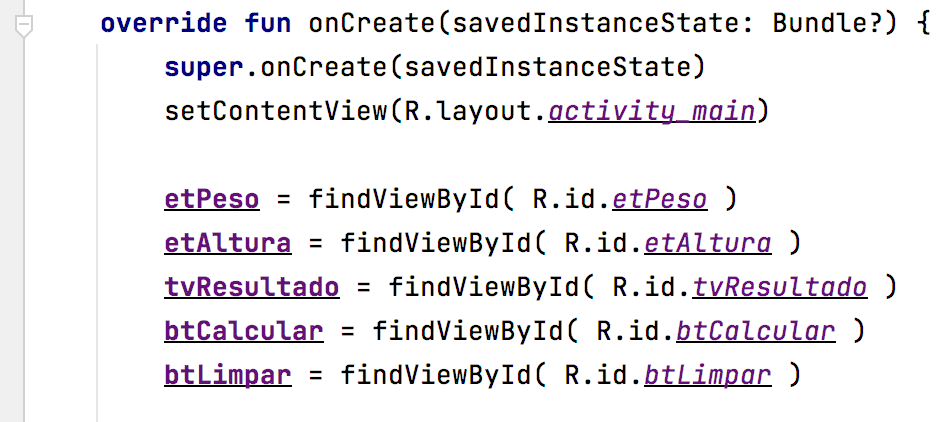 override fun onCreate(savedInstanceState: Bundle?) {
super.onCreate(savedInstanceState)
setContentView(R.layout.activity_main)
etPeso = findViewById( R.id.etPeso )
etAltura = findViewById( R.id.etAltura )
tvResultado = findViewById( R.id.tvResultado )
btCalcular = findViewById( R.id.btCalcular )
btLimpar = findViewById( R.id.btLimpar )